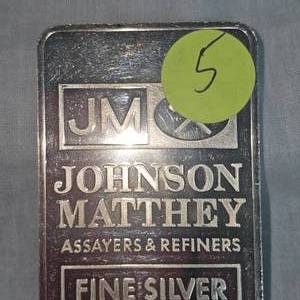 5
JM
JOHNSON
MATTHEY
ASSAYERS & REFINERS
FINE SILVER